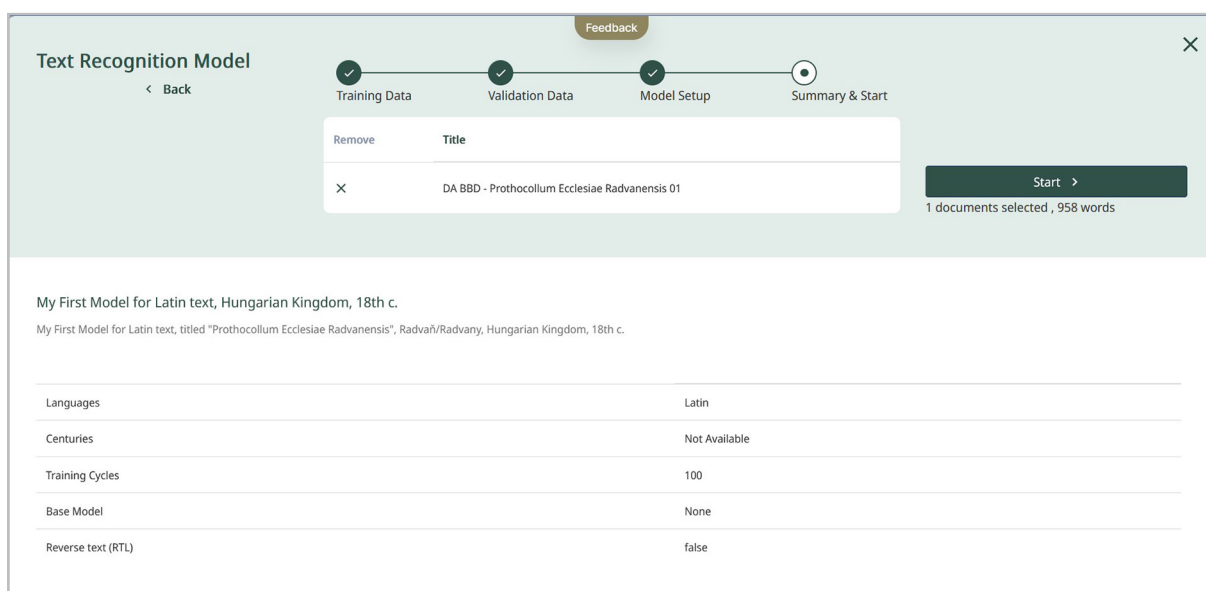 Feedback
Text Recognition Model
Back
Training Data
Validation Data
Model Setup
Summary & Start
Remove Title
DA BBD - Prothocollum Ecclesiae Radvanensis 01
Start
1 documents selected , 958 words
My First Model for Latin text, Hungarian Kingdom, 18th c.
My First Model for Latin text, titled "Prothocollum Ecclesiae Radvanensis", Radvaň/Radvany, Hungarian Kingdom, 18th c.
Languages Latin
Centuries Not Available
Training Cycles 100
Base Model None
Reverse text (RTL) false